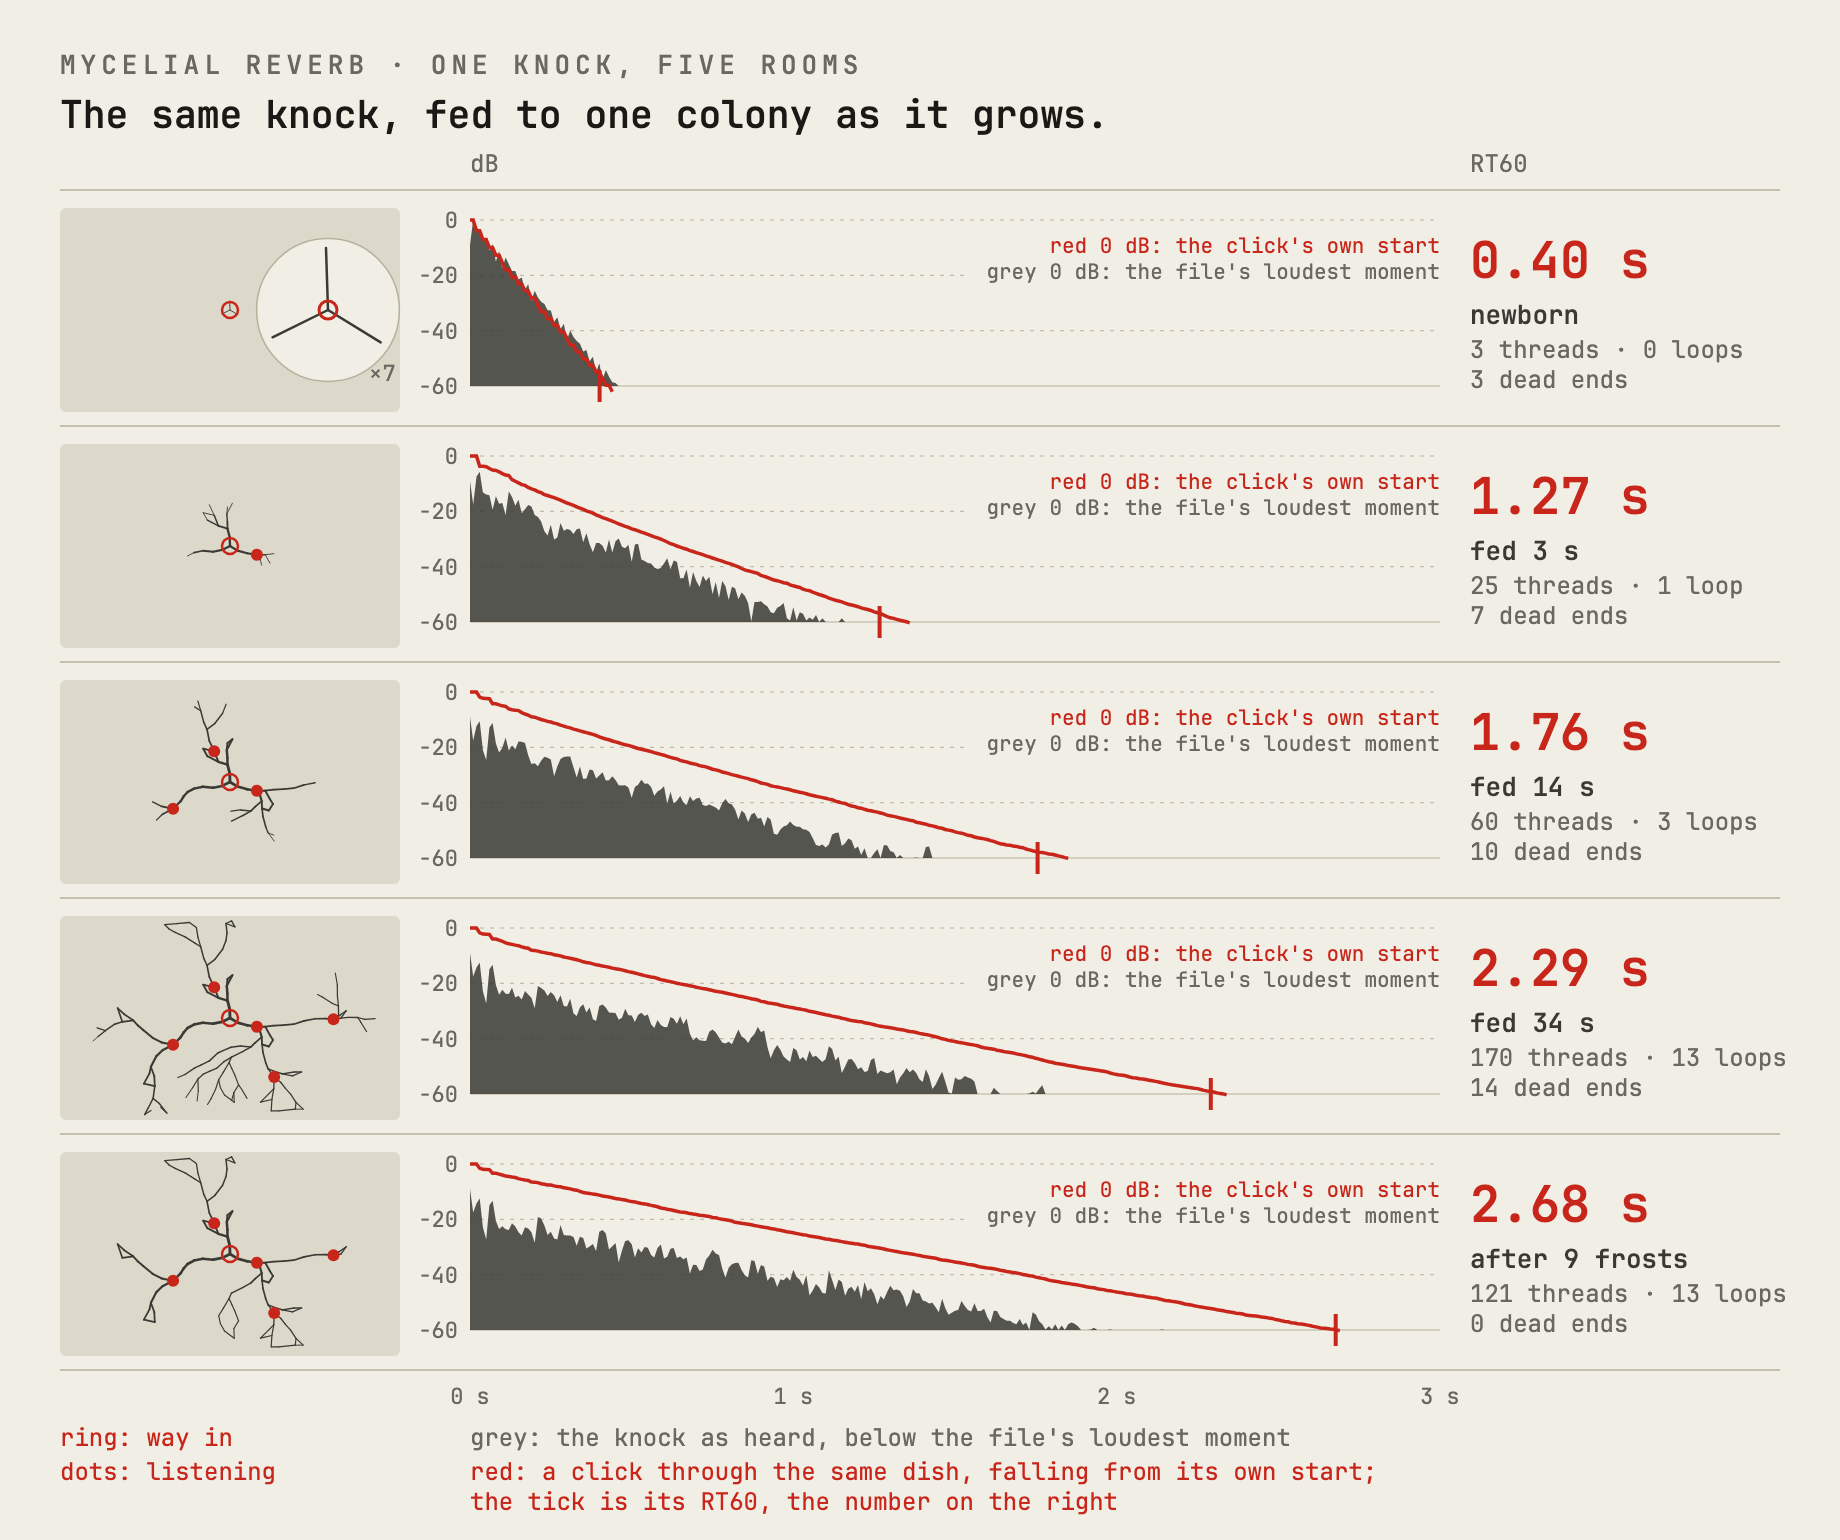 MYCELIAL REVERB · ONE KNOCK, FIVE ROOMS
The same knock, fed to one colony as it grows.
dB
RT60
0
-20
-40
-60
×7
red 0 dB: the click's own start
grey 0 dB: the file's loudest moment
0.40 s
newborn
3 threads · 0 loops
3 dead ends
0
-20
-40
-60
red 0 dB: the click's own start
grey 0 dB: the file's loudest moment
1.27 s
fed 3 s
25 threads · 1 loop
7 dead ends
0
-20
-40
-60
red 0 dB: the click's own start
grey 0 dB: the file's loudest moment
1.76 s
fed 14 s
60 threads · 3 loops
10 dead ends
0
-20
-40
-60
red 0 dB: the click's own start
grey 0 dB: the file's loudest moment
2.29 s
fed 34 s
170 threads · 13 loops
14 dead ends
0
-20
-40
-60
red 0 dB: the click's own start
grey 0 dB: the file's loudest moment
2.68 s
after 9 frosts
121 threads · 13 loops
0 dead ends
0 s
1 s
2 s
3 s
ring: way in
dots: listening
grey: the knock as heard, below the file's loudest moment
red: a click through the same dish, falling from its own start;
the tick is its RT60, the number on the right